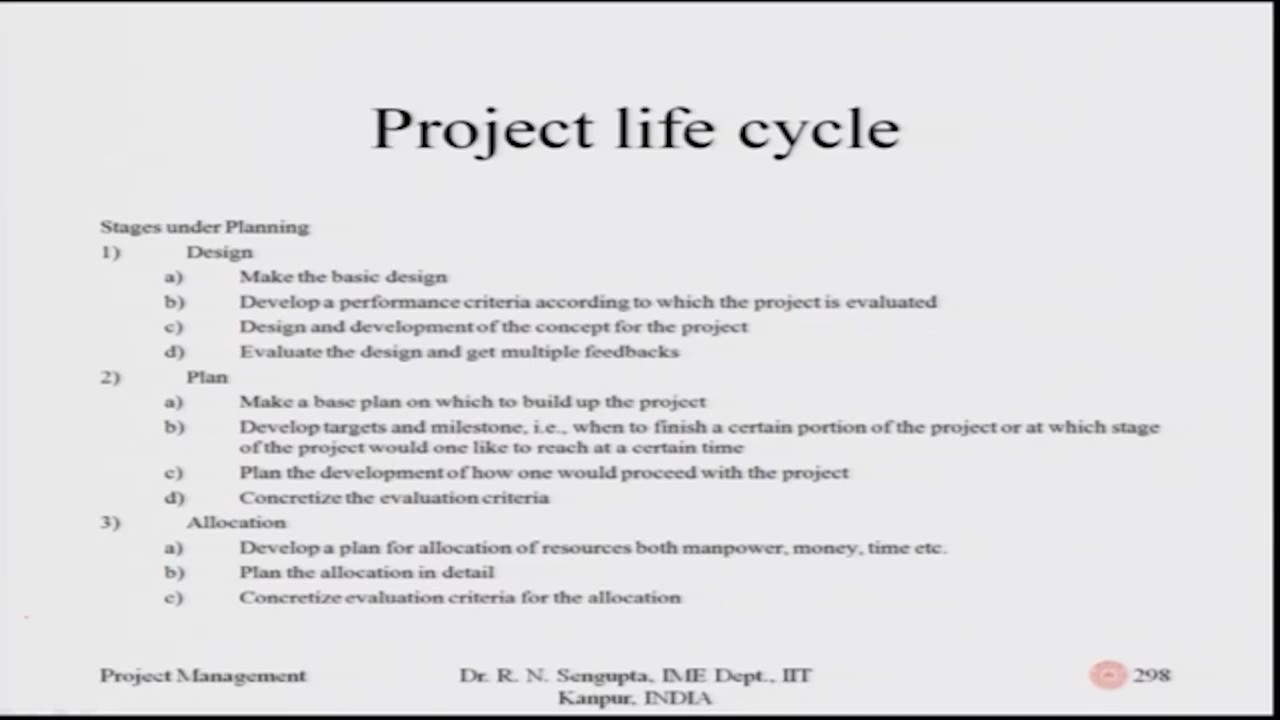 Project life cycle
Stages under Planning
1) Design
a) Make the basic design
b) Develop a performance criteria according to which the project is evaluated
c) Design and development of the concept for the project
d) Evaluate the design and get multiple feedbacks
2) Plan
a) Make a base plan on which to build up the project
b) Develop targets and milestone, i.e., when to finish a certain portion of the project or at which stage
of the project would one like to reach at a certain time
c) Plan the development of how one would proceed with the project
d) Concretize the evaluation criteria
3) Allocation
a) Develop a plan for allocation of resources both manpower, money, time etc.
b) Plan the allocation in detail
c) Concretize evaluation criteria for the allocation
Project Management
Dr. R. N. Sengupta, IME Dept., IIT
Kanpur, INDIA
298